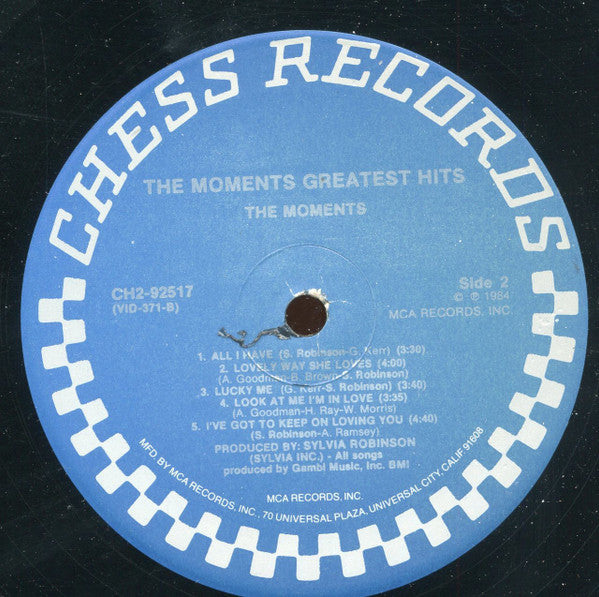 CHESS RECORDS
THE MOMENTS GREATEST HITS
THE MOMENTS
CH2-92517
(VID-371-B)
Side 2
© ℗ 1984
MCA RECORDS, INC
1. ALL I HAVE (S. Robinson-G. Kerr) (3:30)
2. LOVELY WAY SHE LOVES (4:00)
(A. Goodman-B. Brown-S. Robinson)
3. LUCKY ME (G. Kerr-S. Robinson) (3:40)
4. LOOK AT ME I'M IN LOVE (3:35)
(A. Goodman-H. Ray-W. Morris)
5. I'VE GOT TO KEEP ON LOVING YOU (4:40)
(S. Robinson-A. Ramsey)
PRODUCED BY: SYLVIA ROBINSON
(SYLVIA INC.) - All songs
produced by Gambi Music, Inc. BMI
MCA RECORDS, INC.
MFD. BY MCA RECORDS, INC., 70 UNIVERSAL PLAZA, UNIVERSAL CITY, CALIF 91608